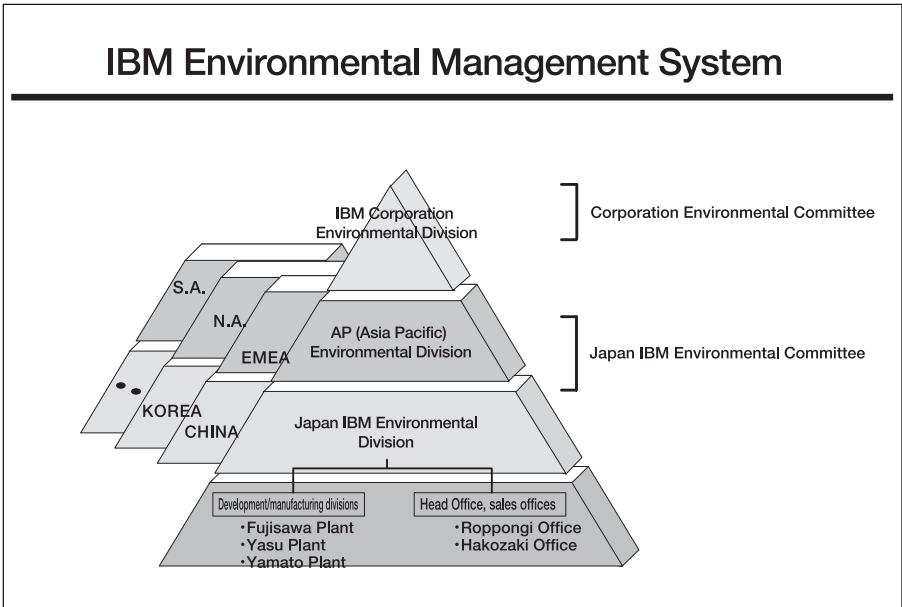 IBM Environmental Management System
IBM Corporation
Environmental Division
Corporation Environmental Committee
S.A.
N.A.
EMEA
AP (Asia Pacific)
Environmental Division
Japan IBM Environmental Committee
KOREA
CHINA
Japan IBM Environmental
Division
Development/manufacturing divisions
・Fujisawa Plant
・Yasu Plant
・Yamato Plant
Head Office, sales offices
・Roppongi Office
・Hakozaki Office